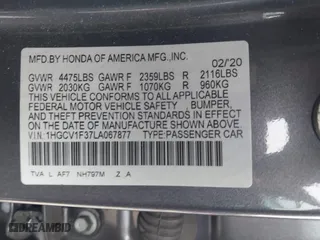 MFD.BY HONDA OF AMERICA MFG.,INC.
02/'20
GVWR 4475LBS GAWR F 2359LBS R 2116LBS
GVWR 2030KG GAWR F 1070KG R 960KG
THIS VEHICLE CONFORMS TO ALL APPLICABLE
FEDERAL MOTOR VEHICLE SAFETY , BUMPER,
AND THEFT PREVENTION STANDARDS IN EFFECT
ON THE DATE OF MANUFACTURE SHOWN ABOVE.
V.I.N: 1HGCV1F37LA067877 TYPE:PASSENGER CAR
TVA L AF7 NH797M Z A
bidfax.info